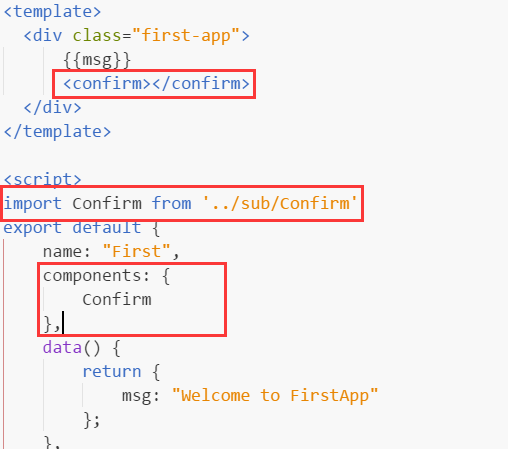 <template>
<div class="first-app">
{{msg}}
<confirm></confirm>
</div>
</template>
<script>
import Confirm from '../sub/Confirm'
export default {
name: "First",
components: {
Confirm
},
data() {
return {
msg: "Welcome to FirstApp"
};
},